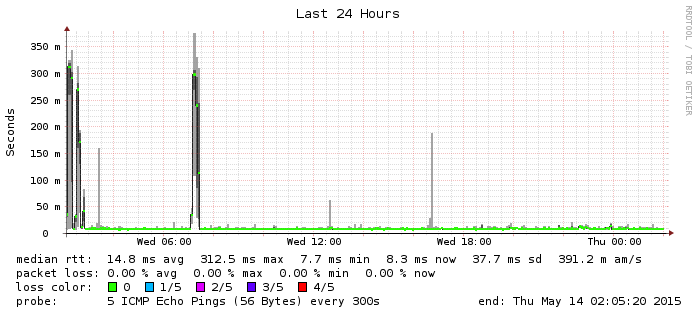 Last 24 Hours
RRDTOOL / TOBI OETIKER
Seconds
350 m
300 m
250 m
200 m
150 m
100 m
50 m
0
Wed 06:00 Wed 12:00 Wed 18:00 Thu 00:00
median rtt: 14.8 ms avg 312.5 ms max 7.7 ms min 8.3 ms now 37.7 ms sd 391.2 m am/s
packet loss: 0.00 % avg 0.00 % max 0.00 % min 0.00 % now
loss color: 0 1/5 2/5 3/5 4/5
probe: 5 ICMP Echo Pings (56 Bytes) every 300s end: Thu May 14 02:05:20 2015